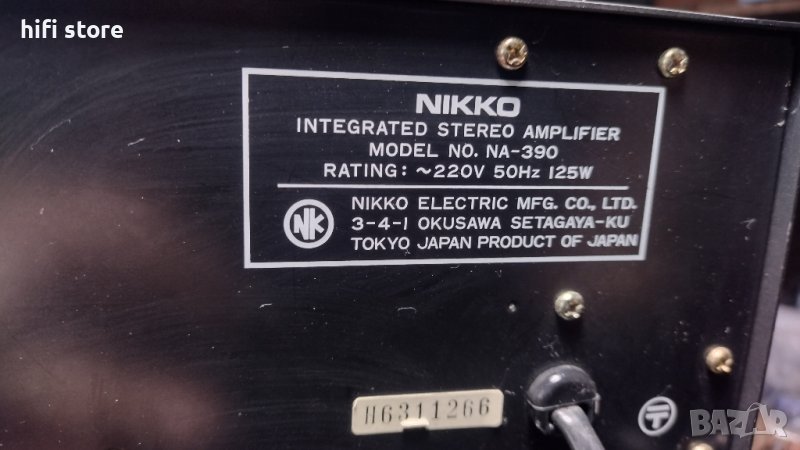 hifi store
NIKKO
INTEGRATED STEREO AMPLIFIER
MODEL NO. NA-390
RATING: ~220V 50Hz 125W
NK
NIKKO ELECTRIC MFG. CO., LTD.
3-4-1 OKUSAWA SETAGAYA-KU
TOKYO JAPAN PRODUCT OF JAPAN
H6311266
BAZAR